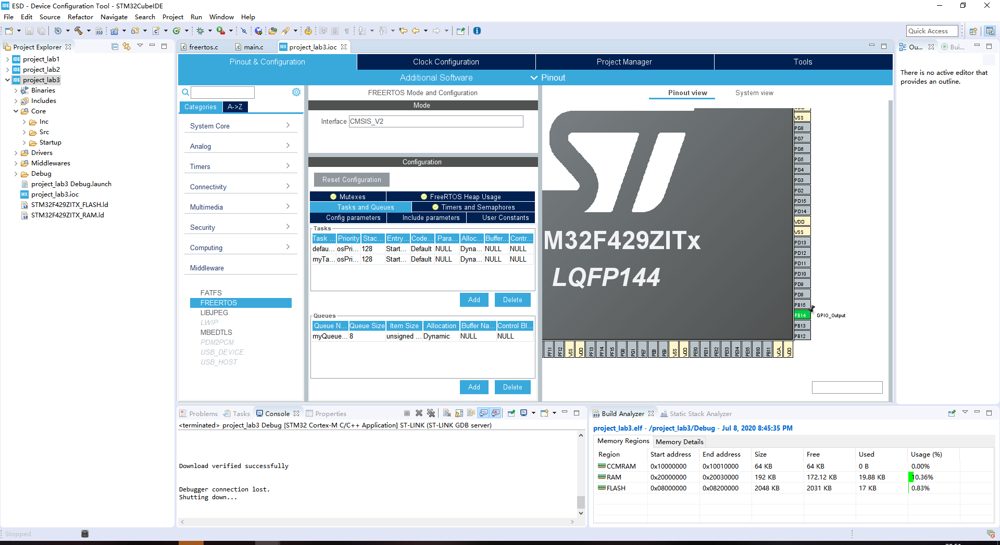 ESD - Device Configuration Tool - STM32CubeIDE
File Edit Source Refactor Navigate Search Project Run Window Help
Quick Access
Project Explorer
project_lab1
project_lab2
project_lab3
Binaries
Includes
Core
Inc
Src
Startup
Drivers
Middlewares
Debug
project_lab3 Debug.launch
project_lab3.ioc
STM32F429ZITX_FLASH.ld
STM32F429ZITX_RAM.ld
freertos.c main.c project_lab3.ioc
Pinout & Configuration Clock Configuration Project Manager Tools
Additional Software Pinout
Categories A->Z
System Core
Analog
Timers
Connectivity
Multimedia
Security
Computing
Middleware
FATFS
FREERTOS
LIBJPEG
LWIP
MBEDTLS
PDM2PCM
USB_DEVICE
USB_HOST
FREERTOS Mode and Configuration
Mode
Interface CMSIS_V2
Configuration
Reset Configuration
Mutexes FreeRTOS Heap Usage
Tasks and Queues Timers and Semaphores
Config parameters Include parameters User Constants
Tasks
Task ... Priority Stac... Entry... Code... Para... Alloc... Buffer... Contr...
defau... osPri... 128 Start... Default NULL Dyna... NULL NULL
myTa... osPri... 128 Start... Default NULL Dyna... NULL NULL
Add Delete
Queues
Queue N... Queue Size Item Size Allocation Buffer Na... Control Bl...
myQueue... 8 unsigned ... Dynamic NULL NULL
Add Delete
Pinout view System view
ST
M32F429ZITx
LQFP144
VDD
VSS
PG8
PG7
PG6
PG5
PG4
PG3
PG2
PD15
PD14
VDD
VSS
PD13
PD12
PD11
PD10
PD9
PD8
PB15
PB14 GPIO_Output
PB13
PB12
PF11 PF12 VSS VDD PF13 PF14 PF15 PG0 PG1 PE7 PE8 PE9 VSS VDD PE10 PE11 PE12 PE13 PE14 PE15 PB10 PB11 VCA. VDD
Ou... Bui...
There is no active editor that
provides an outline.
Problems Tasks Console Properties
<terminated> project_lab3 Debug [STM32 Cortex-M C/C++ Application] ST-LINK (ST-LINK GDB server)
Download verified successfully
Debugger connection lost.
Shutting down...
Build Analyzer Static Stack Analyzer
project_lab3.elf - /project_lab3/Debug - Jul 8, 2020 8:45:35 PM
Memory Regions Memory Details
Region Start address End address Size Free Used Usage (%)
CCMRAM 0x10000000 0x10010000 64 KB 64 KB 0 B 0.00%
RAM 0x20000000 0x20030000 192 KB 172.12 KB 19.88 KB 10.36%
FLASH 0x08000000 0x08200000 2048 KB 2031 KB 17 KB 0.83%
Stopped